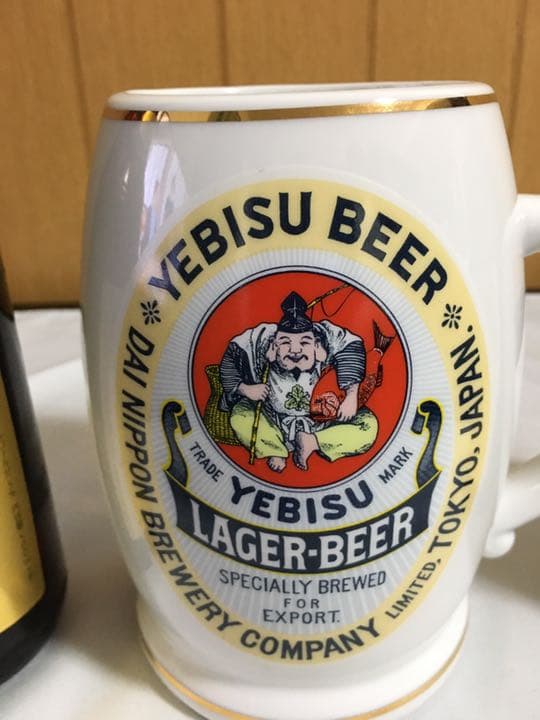 YEBISU BEER
DAI NIPPON BREWERY COMPANY LIMITED, TOKYO, JAPAN.
TRADE MARK
YEBISU
LAGER-BEER
SPECIALLY BREWED
FOR
EXPORT.